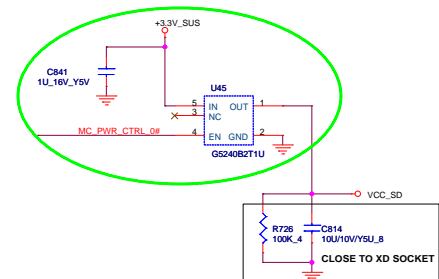 +3.3V_SUS
C841
1U_16V_Y5V
U45
5 IN OUT 1
3 NC
MC_PWR_CTRL_0# 4 EN GND 2
G5240B2T1U
VCC_SD
R726
100K_4
C814
10U/10V/Y5U_8
CLOSE TO XD SOCKET